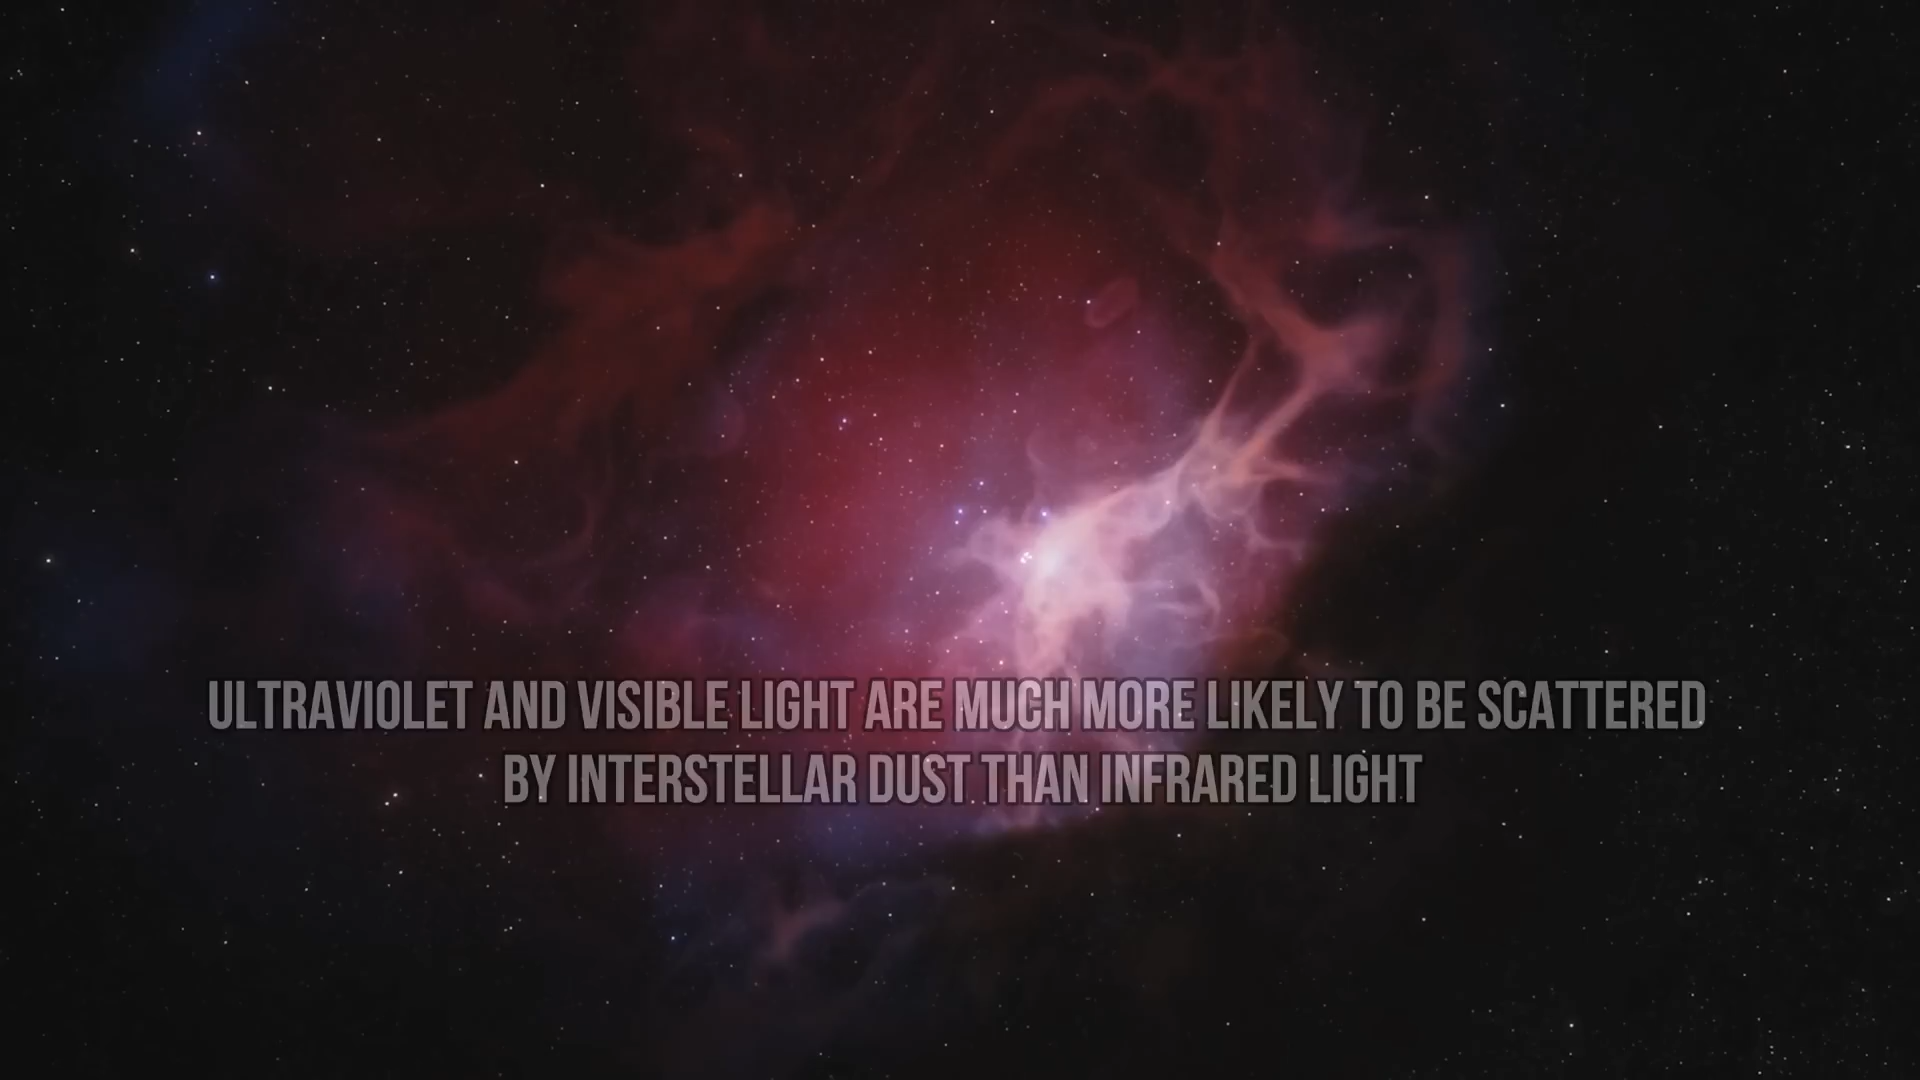 ULTRAVIOLET AND VISIBLE LIGHT ARE MUCH MORE LIKELY TO BE SCATTERED
BY INTERSTELLAR DUST THAN INFRARED LIGHT